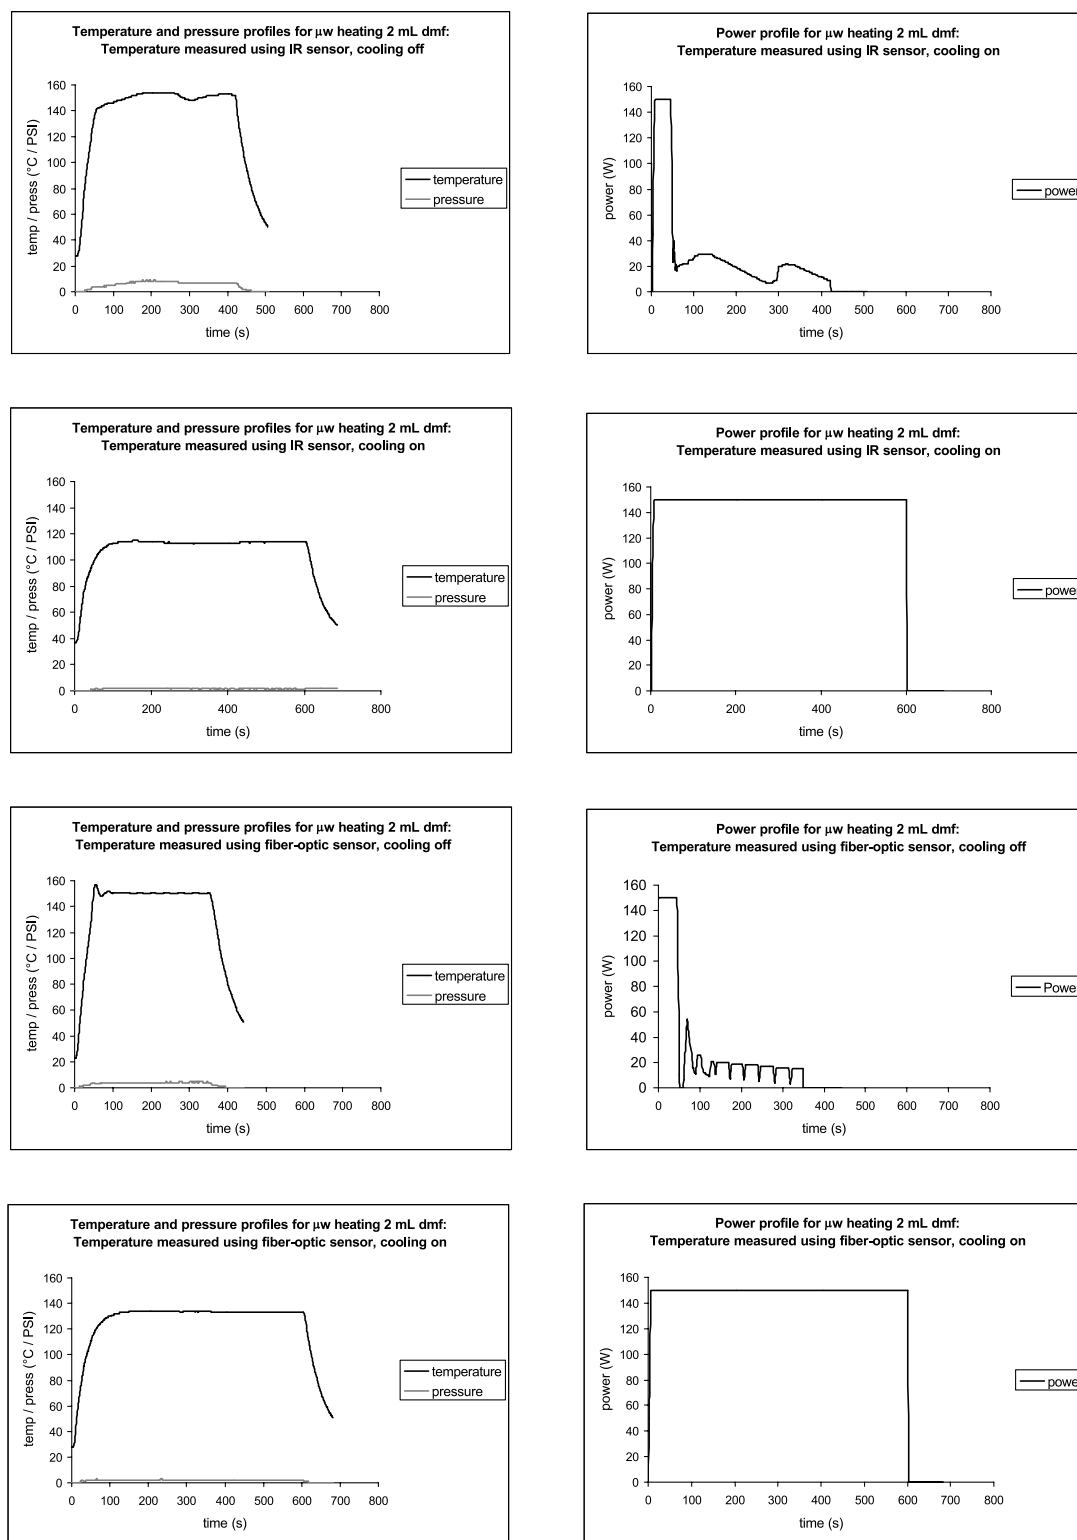 Temperature and pressure profiles for μw heating 2 mL dmf:
Temperature measured using IR sensor, cooling off
temp / press (°C / PSI)
160
140
120
100
80
60
40
20
0
0 100 200 300 400 500 600 700 800
time (s)
temperature
pressure
Power profile for μw heating 2 mL dmf:
Temperature measured using IR sensor, cooling on
power (W)
160
140
120
100
80
60
40
20
0
0 100 200 300 400 500 600 700 800
time (s)
power
Temperature and pressure profiles for μw heating 2 mL dmf:
Temperature measured using IR sensor, cooling on
temp / press (°C / PSI)
160
140
120
100
80
60
40
20
0
0 200 400 600 800
time (s)
temperature
pressure
Power profile for μw heating 2 mL dmf:
Temperature measured using IR sensor, cooling on
power (W)
160
140
120
100
80
60
40
20
0
0 200 400 600 800
time (s)
power
Temperature and pressure profiles for μw heating 2 mL dmf:
Temperature measured using fiber-optic sensor, cooling off
temp / press (°C / PSI)
160
140
120
100
80
60
40
20
0
0 100 200 300 400 500 600 700 800
time (s)
temperature
pressure
Power profile for μw heating 2 mL dmf:
Temperature measured using fiber-optic sensor, cooling off
power (W)
160
140
120
100
80
60
40
20
0
0 100 200 300 400 500 600 700 800
time (s)
Power
Temperature and pressure profiles for μw heating 2 mL dmf:
Temperature measured using fiber-optic sensor, cooling on
temp / press (°C / PSI)
160
140
120
100
80
60
40
20
0
0 100 200 300 400 500 600 700 800
time (s)
temperature
pressure
Power profile for μw heating 2 mL dmf:
Temperature measured using fiber-optic sensor, cooling on
power (W)
160
140
120
100
80
60
40
20
0
0 100 200 300 400 500 600 700 800
time (s)
power